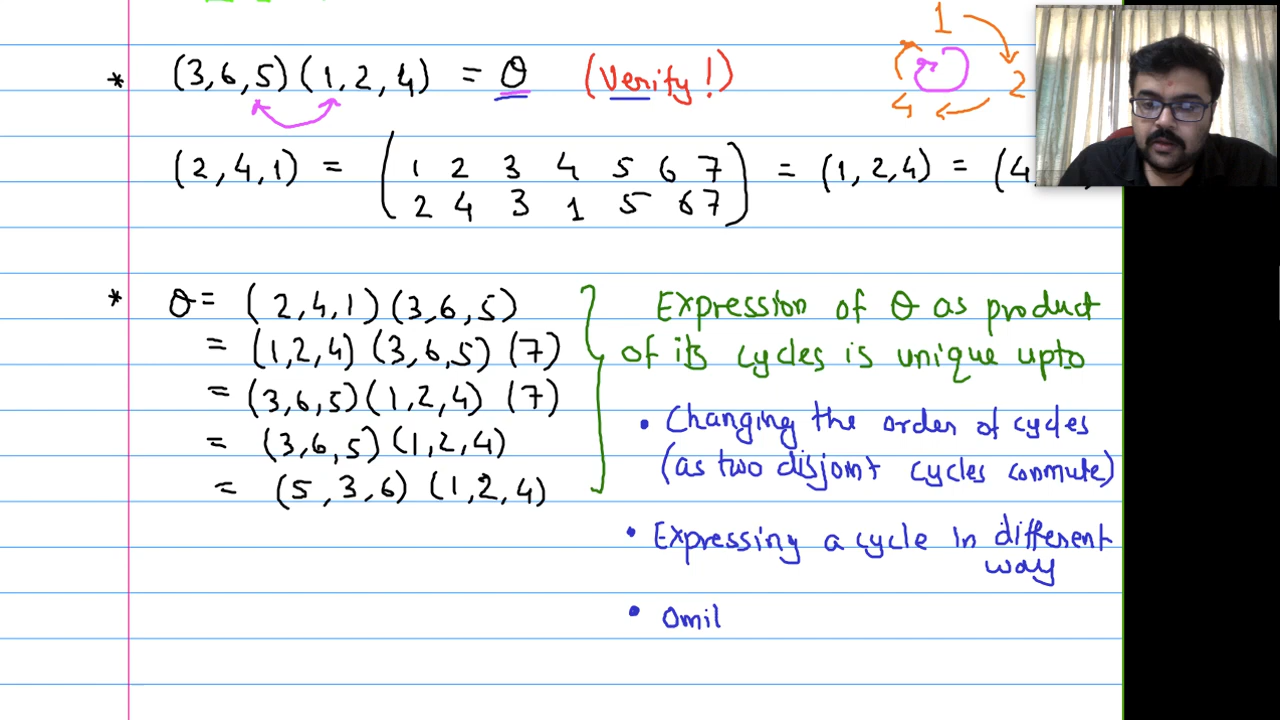 * (3,6,5)(1,2,4) = θ (Verify!)
1
2
4
(2,4,1) = ( 1 2 3 4 5 6 7 ) = (1,2,4) = (4,
2 4 3 1 5 6 7
* θ = (2,4,1)(3,6,5)
= (1,2,4)(3,6,5)(7)
= (3,6,5)(1,2,4)(7)
= (3,6,5)(1,2,4)
= (5,3,6)(1,2,4)
Expression of θ as product
of its cycles is unique upto
• Changing the order of cycles
(as two disjoint cycles commute)
• Expressing a cycle in different
way
• Omil